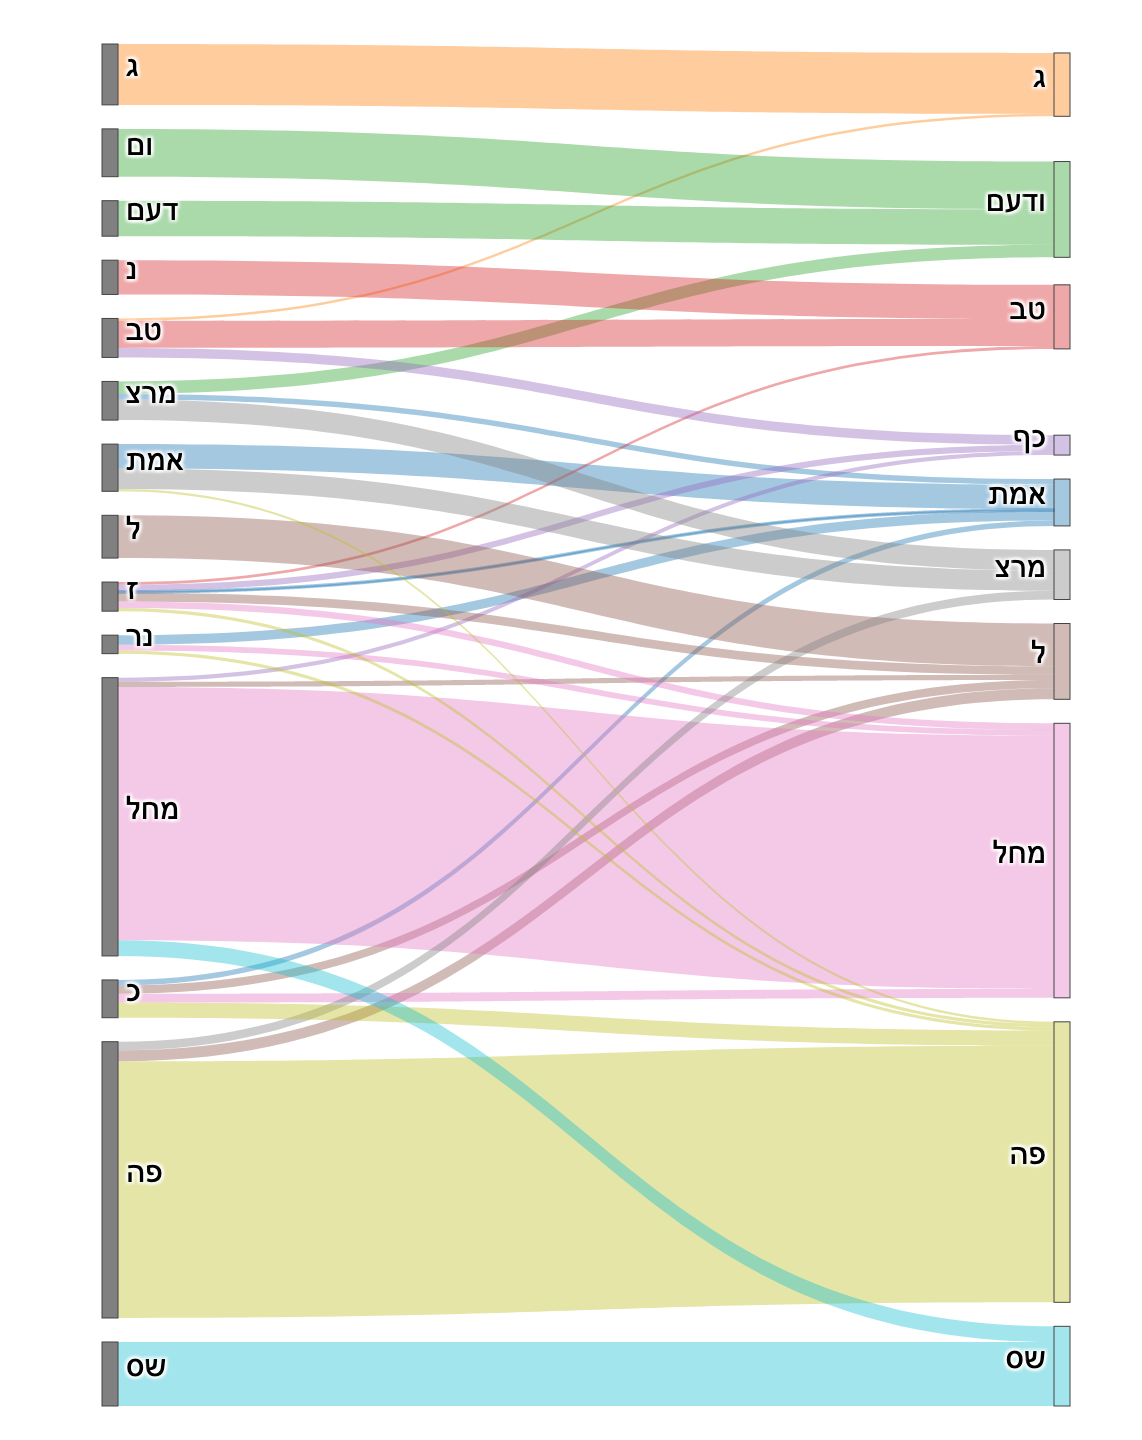 ג
ום
דעם
נ
טב
מרצ
אמת
ל
ז
נר
מחל
כ
פה
שס
ג
ודעם
טב
כף
אמת
מרצ
ל
מחל
פה
שס